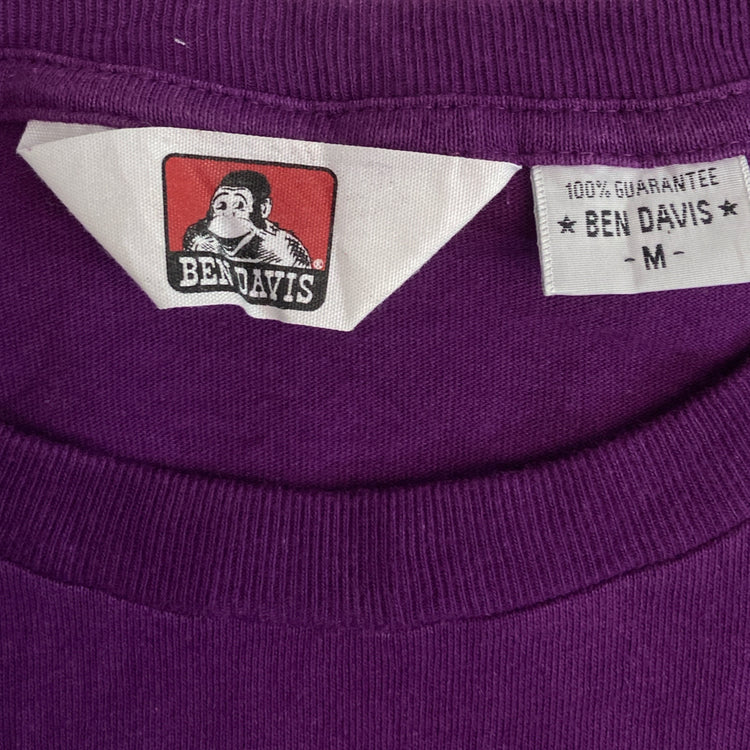 BEN DAVIS®
100% GUARANTEE
★ BEN DAVIS ★
- M -